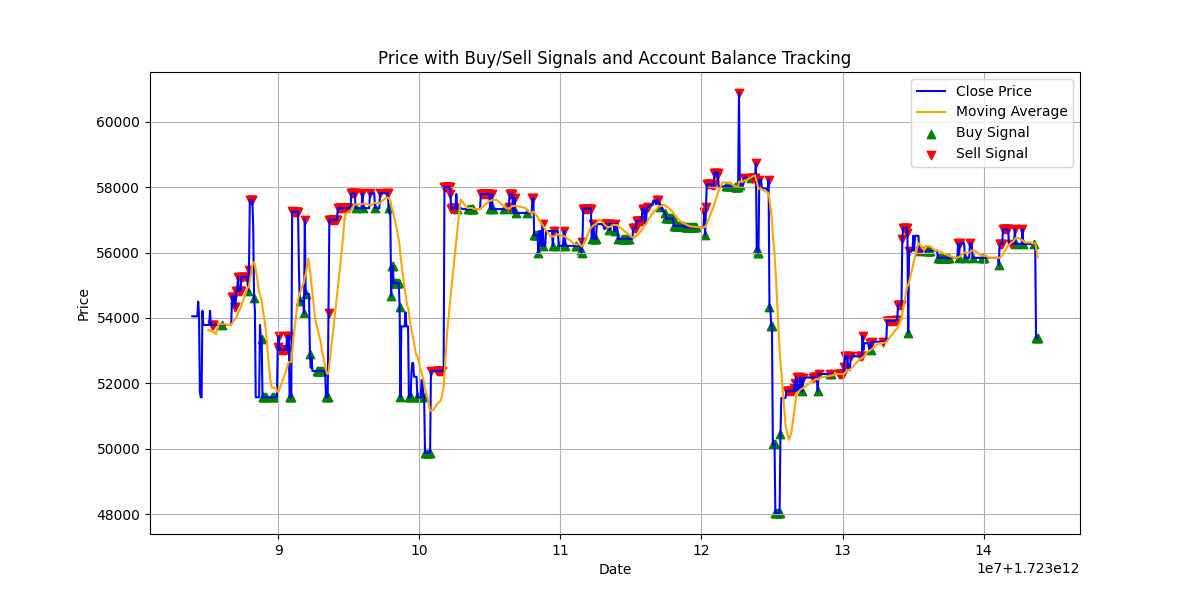 Price with Buy/Sell Signals and Account Balance Tracking
Close Price
Moving Average
Buy Signal
Sell Signal
60000
58000
56000
54000
52000
50000
48000
Price
9
10
11
12
13
14
Date
1e7+1.723e12